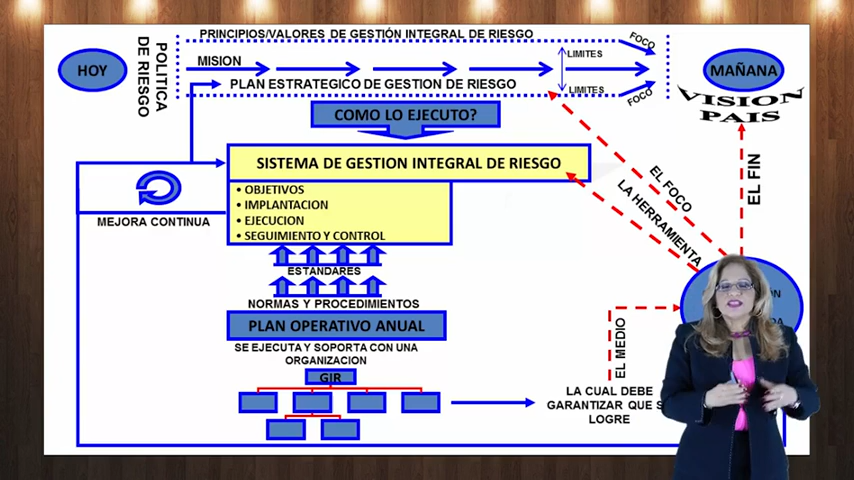 PRINCIPIOS/VALORES DE GESTIÓN INTEGRAL DE RIESGO
HOY
POLITICA
DE RIESGO
MISION
LIMITES
FOCO
MAÑANA
PLAN ESTRATEGICO DE GESTION DE RIESGO
LIMITES
FOCO
VISION
PAIS
COMO LO EJECUTO?
SISTEMA DE GESTION INTEGRAL DE RIESGO
• OBJETIVOS
• IMPLANTACION
• EJECUCION
• SEGUIMIENTO Y CONTROL
MEJORA CONTINUA
EL FOCO
LA HERRAMIENTA
EL FIN
ESTANDARES
NORMAS Y PROCEDIMIENTOS
PLAN OPERATIVO ANUAL
SE EJECUTA Y SOPORTA CON UNA
ORGANIZACION
GIR
EL MEDIO
LA CUAL DEBE
GARANTIZAR QUE S
LOGRE